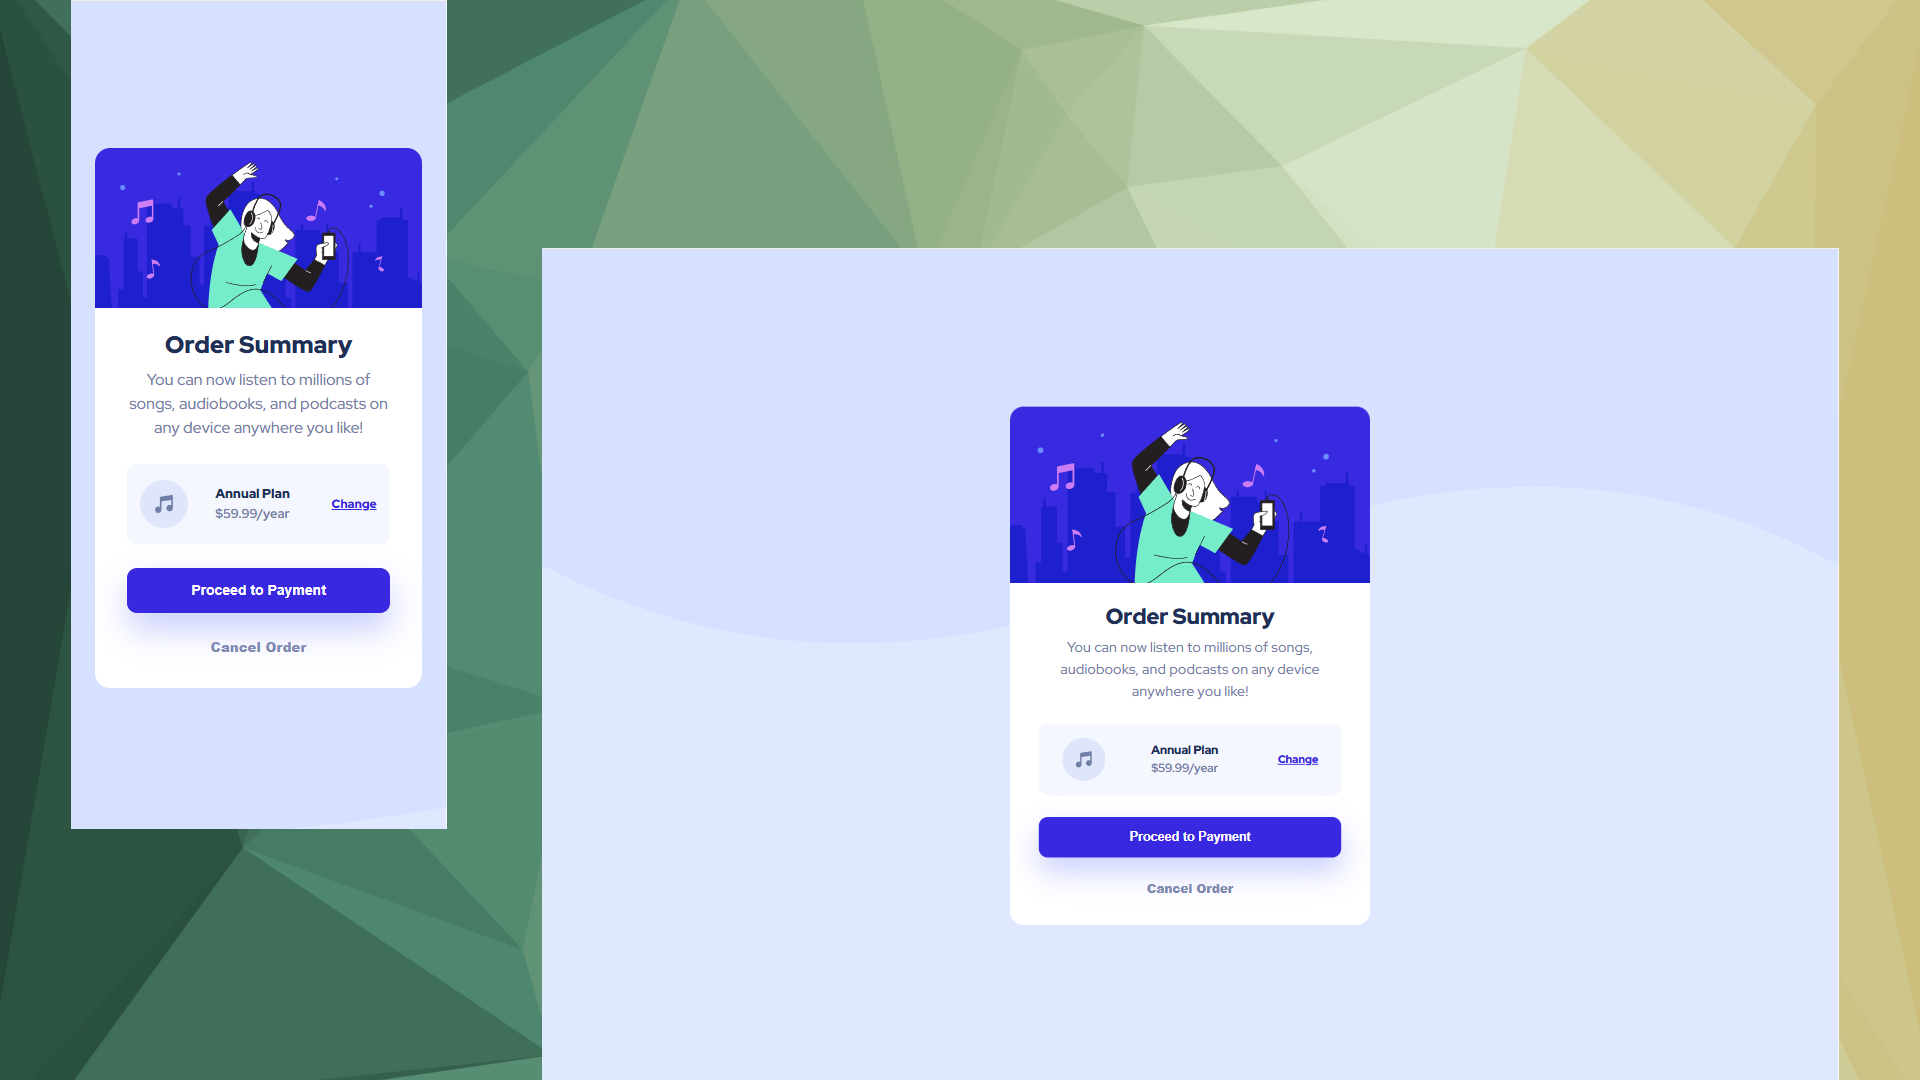 Order Summary
You can now listen to millions of
songs, audiobooks, and podcasts on
any device anywhere you like!
Annual Plan
$59.99/year
Change
Proceed to Payment
Cancel Order
Order Summary
You can now listen to millions of songs,
audiobooks, and podcasts on any device
anywhere you like!
Annual Plan
$59.99/year
Change
Proceed to Payment
Cancel Order